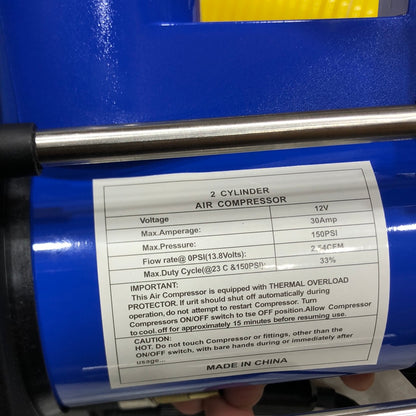 2 CYLINDER
AIR COMPRESSOR
Voltage 12V
Max.Amperage: 30Amp
Max.Pressure: 150PSI
Flow rate@ 0PSI(13.8Volts): 2.54CFM
Max.Duty Cycle(@23 C &150PSI): 33%
IMPORTANT:
This Air Compressor is equipped with THERMAL OVERLOAD
PROTECTOR. If urit should shut off automatically during
operation, do not attempt to restart Compressor. Turn
Compressors ON/OFF switch to tse OFF position.Allow Compressor
to cool. off for approximately 15 minutes before resuming use.
CAUTION:
HOT. Do not touch Compressor or fittings, other than the
ON/OFF switch, with bare hands during or immediately after
usage...
MADE IN CHINA